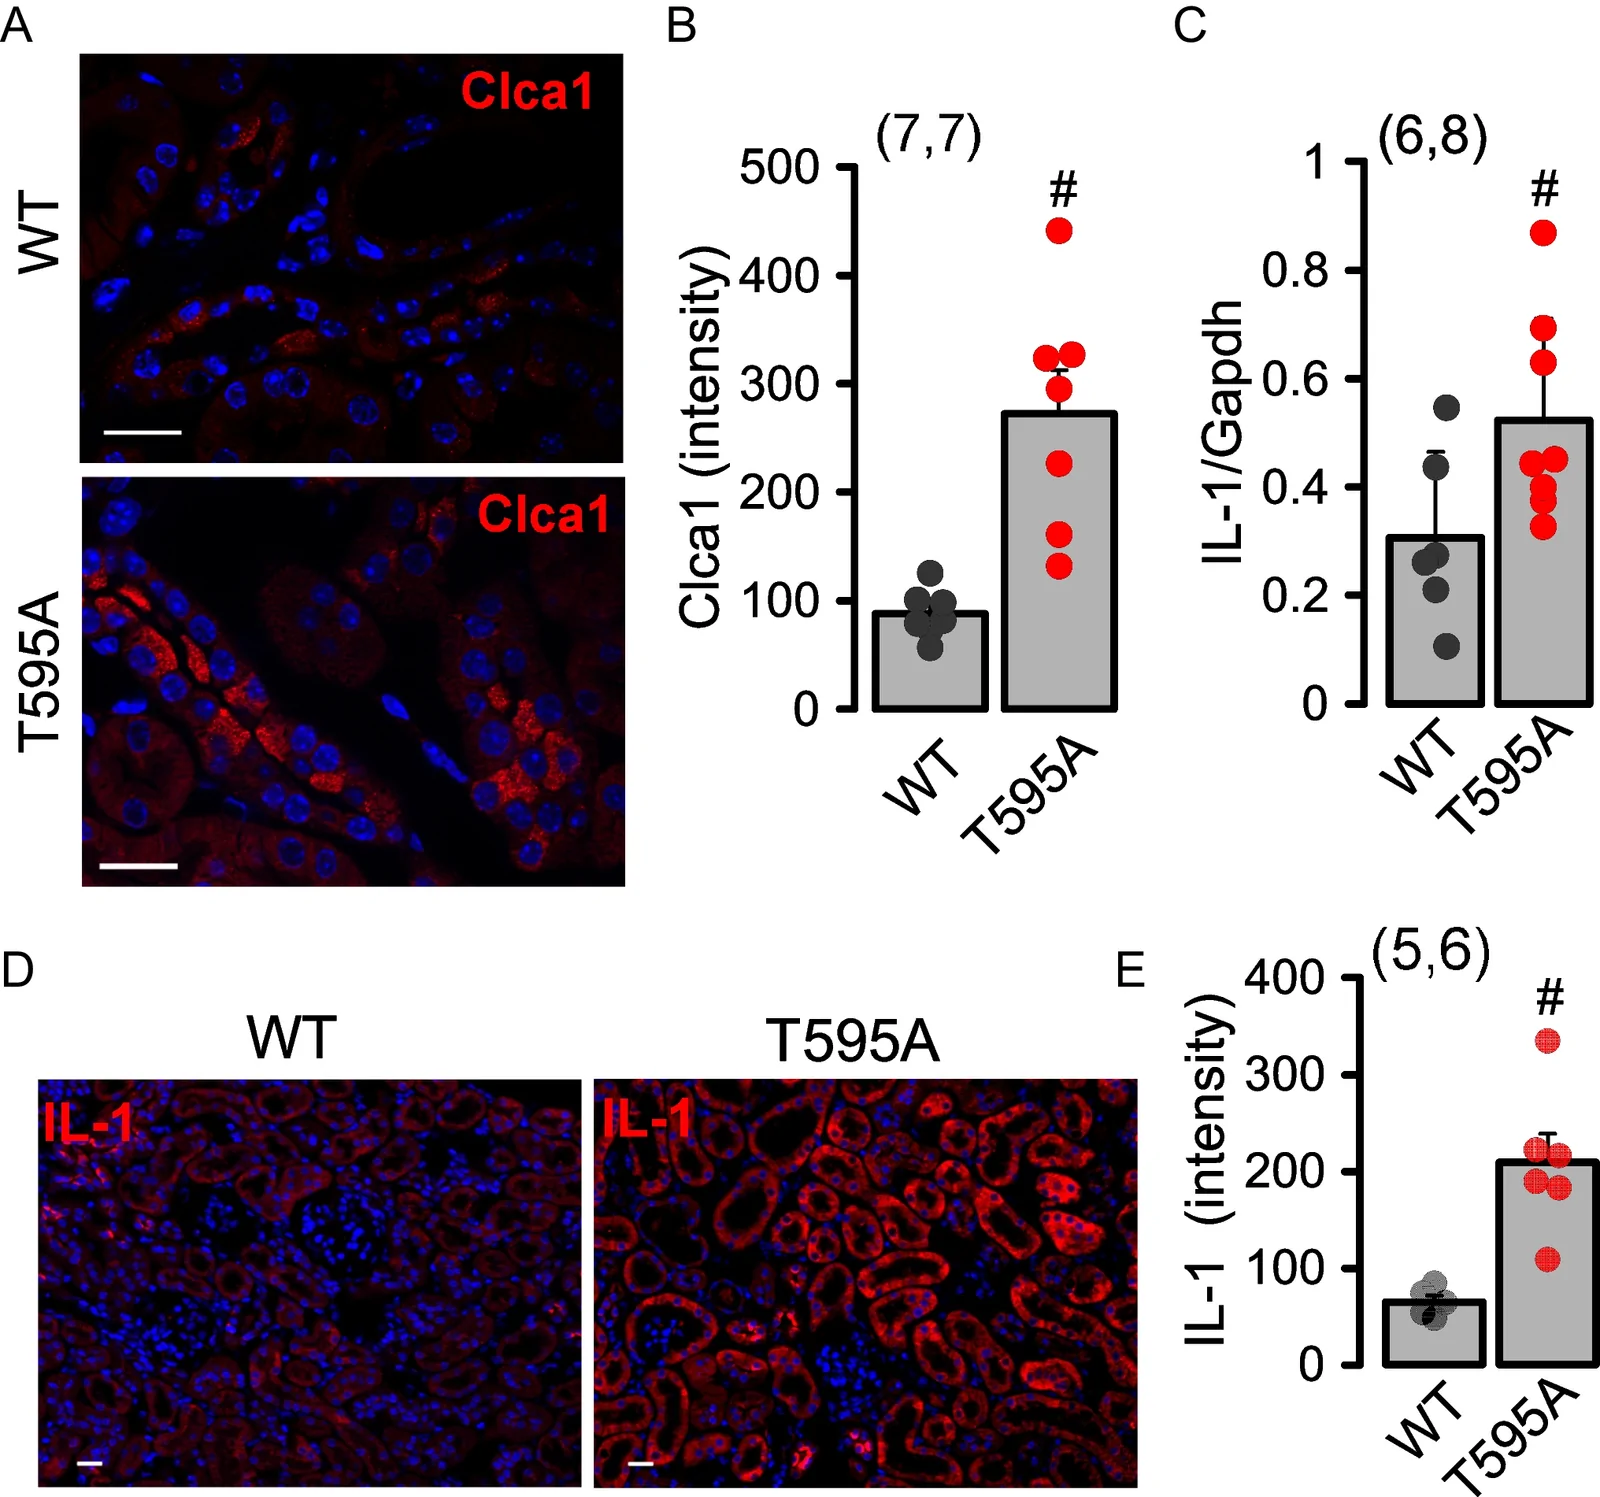 A
WT
Clca1
T595A
Clca1
B
(7,7)
#
Clca1 (intensity)
500
400
300
200
100
0
WT
T595A
C
(6,8)
#
IL-1/Gapdh
1
0.8
0.6
0.4
0.2
0
WT
T595A
D
WT
T595A
IL-1
IL-1
E
(5,6)
#
IL-1 (intensity)
400
300
200
100
0
WT
T595A